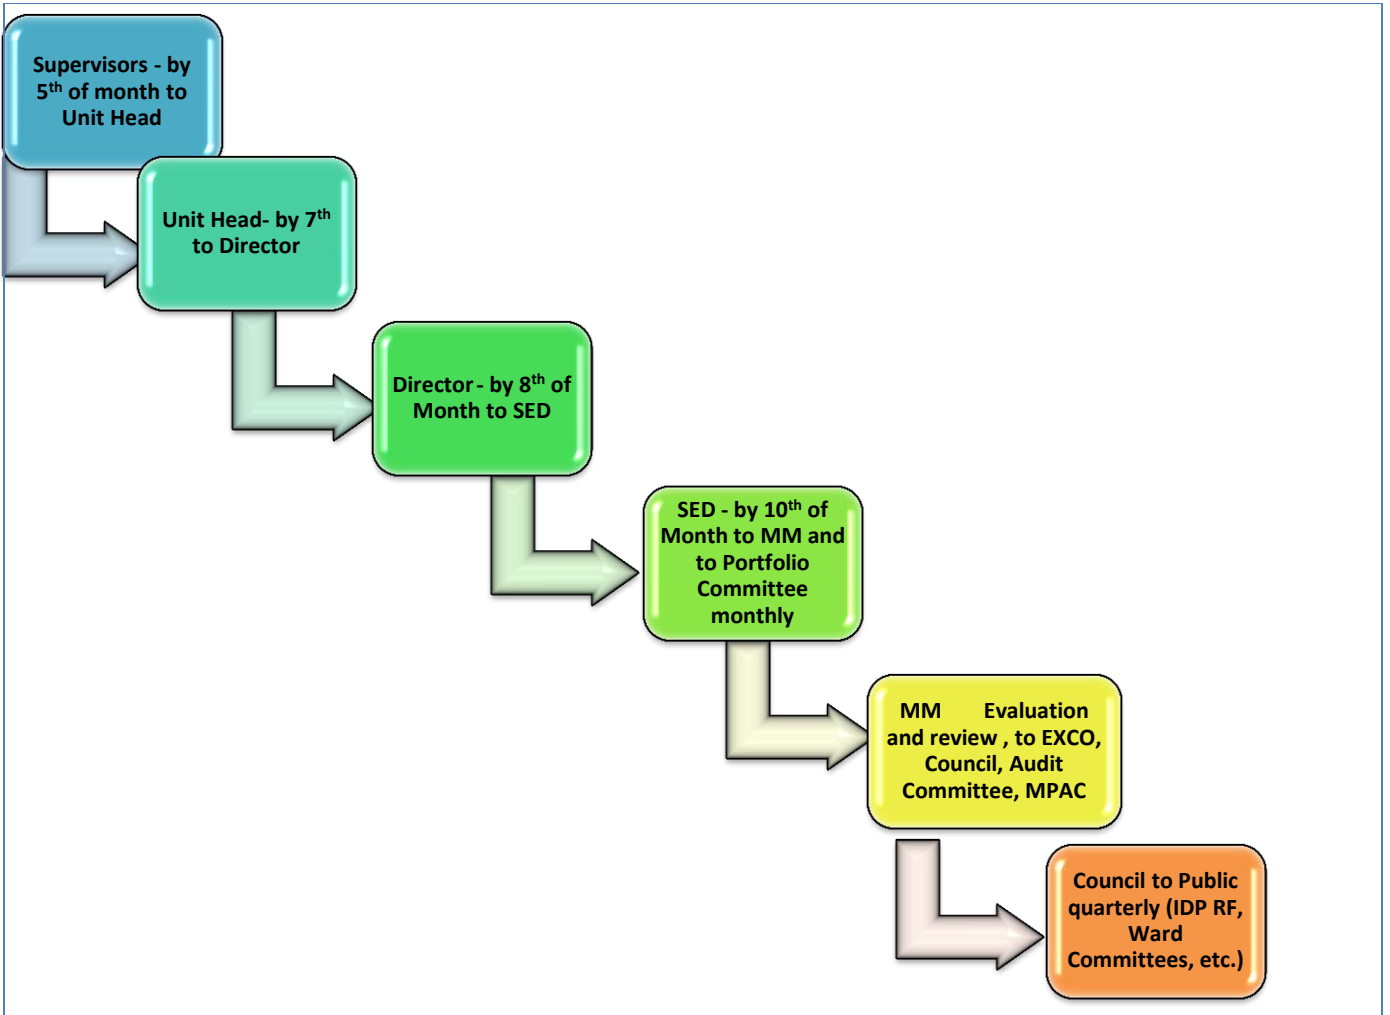 Supervisors - by
5th of month to
Unit Head
Unit Head- by 7th
to Director
Director - by 8th of
Month to SED
SED - by 10th of
Month to MM and
to Portfolio
Committee
monthly
MM Evaluation
and review , to EXCO,
Council, Audit
Committee, MPAC
Council to Public
quarterly (IDP RF,
Ward
Committees, etc.)